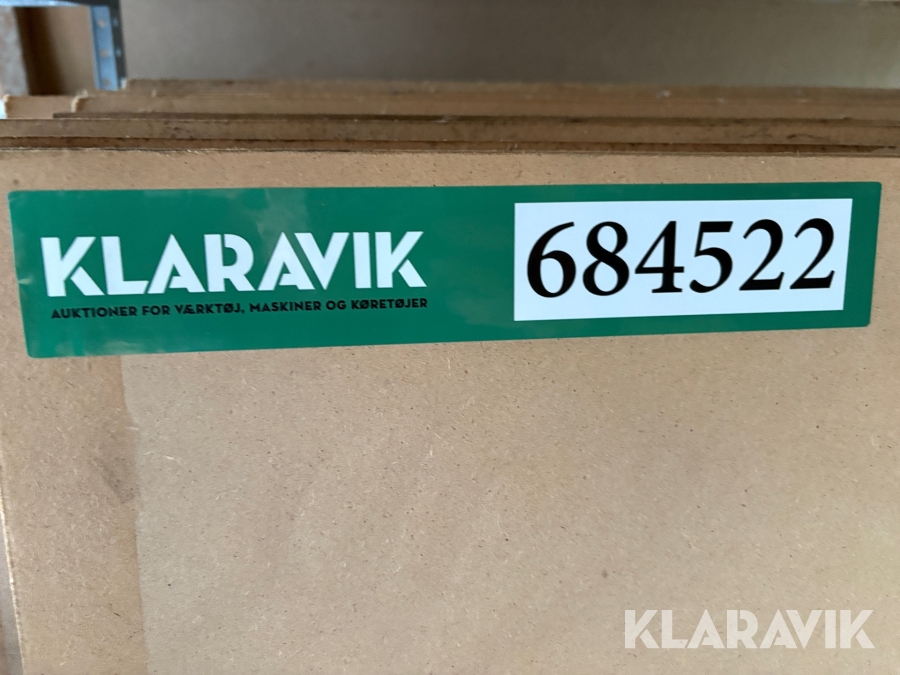 KLARAVIK
AUKTIONER FOR VÆRKTØJ, MASKINER OG KØRETØJER
684522
KLARAVIK